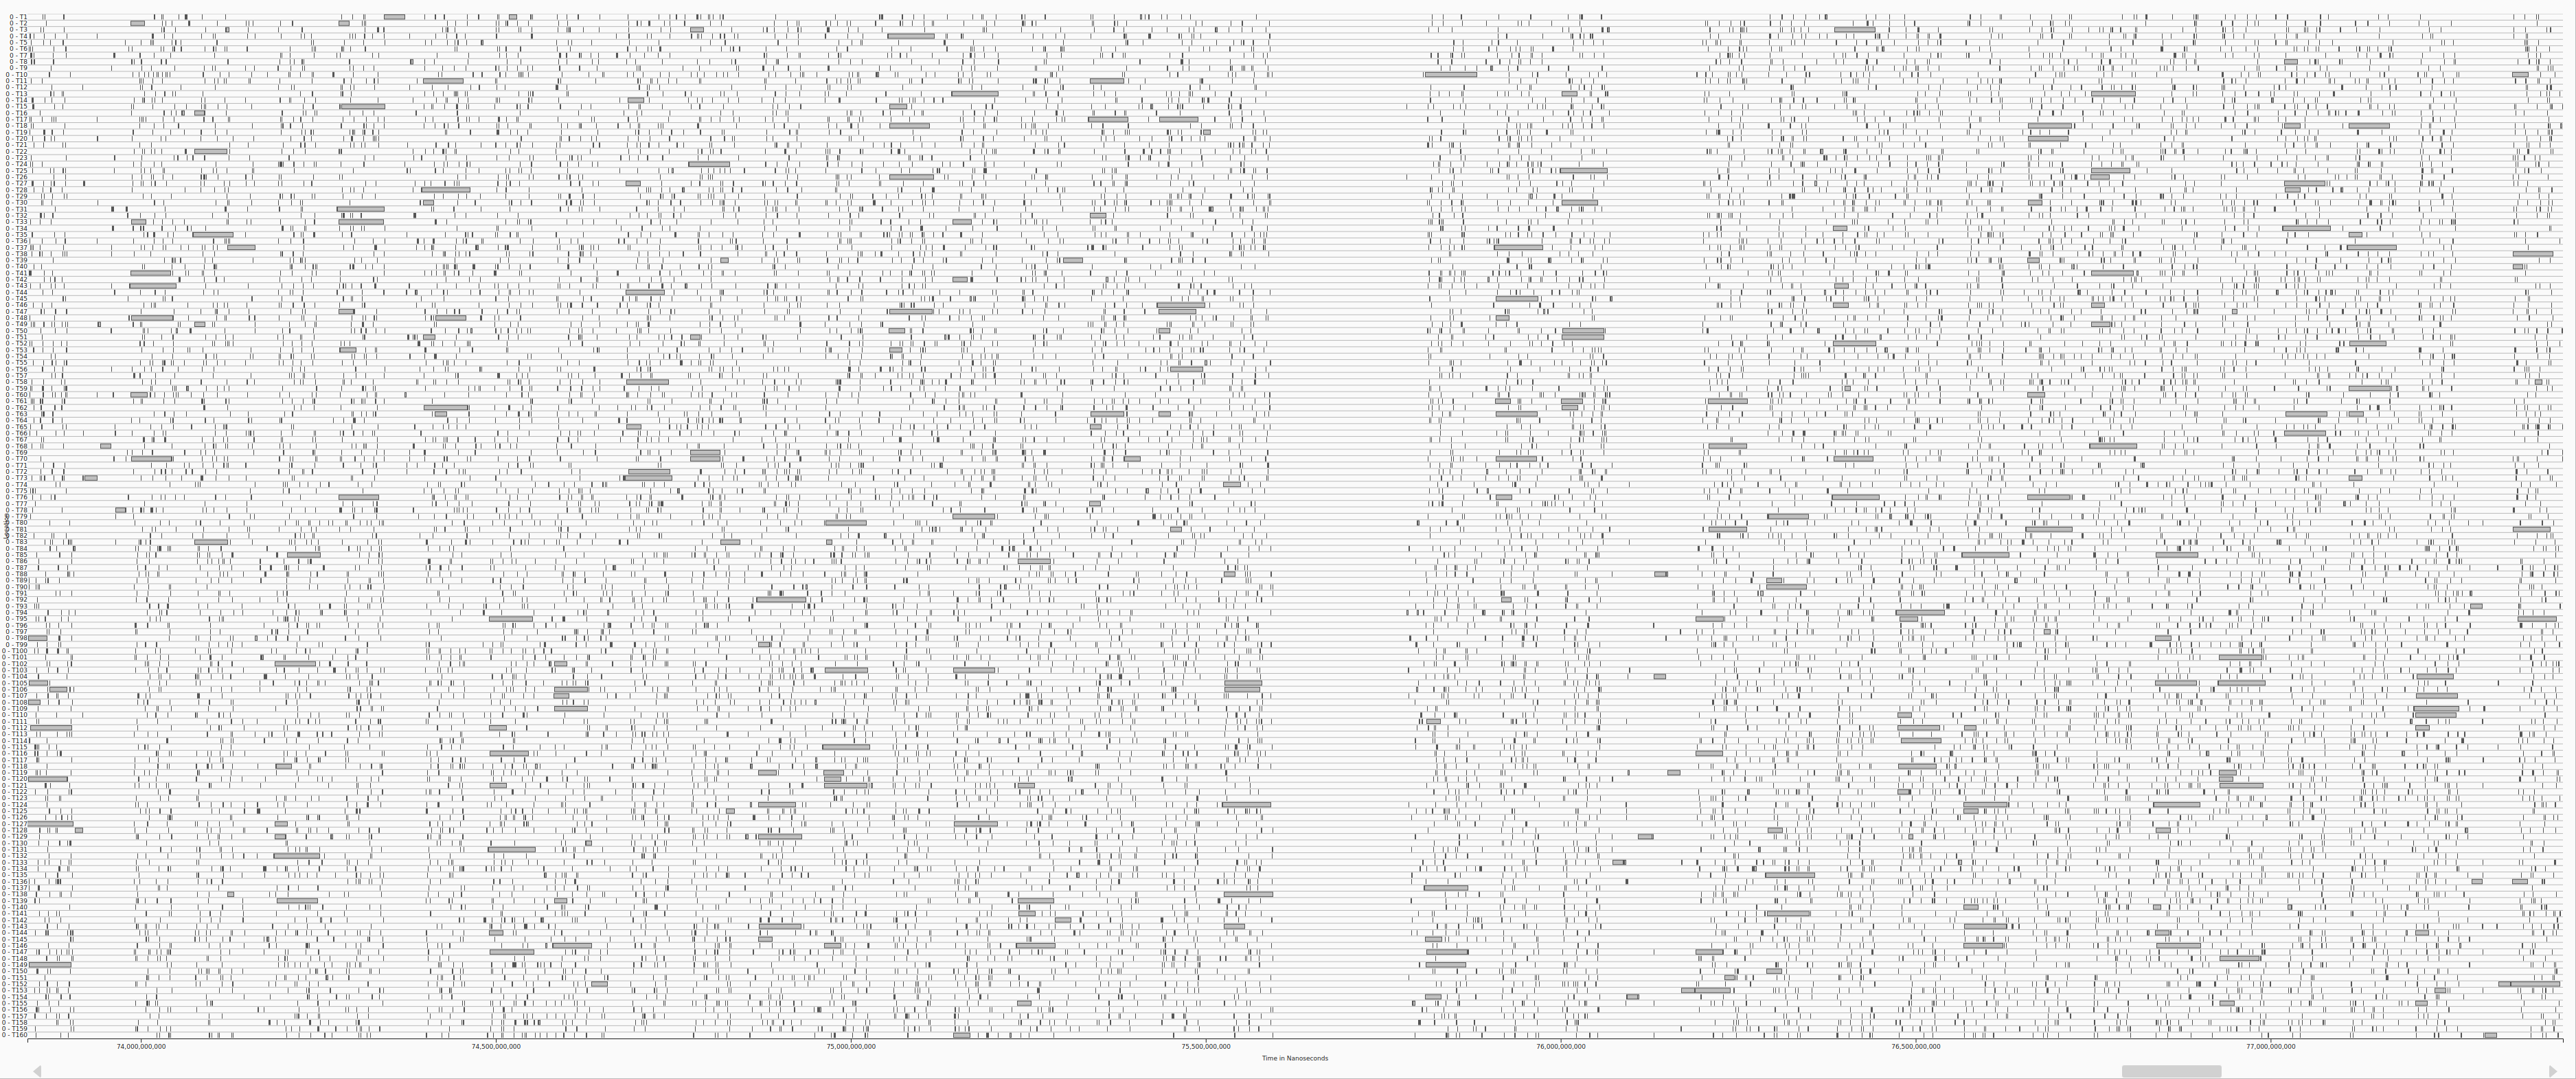 0 - T1
0 - T2
0 - T3
0 - T4
0 - T5
0 - T6
0 - T7
0 - T8
0 - T9
0 - T10
0 - T11
0 - T12
0 - T13
0 - T14
0 - T15
0 - T16
0 - T17
0 - T18
0 - T19
0 - T20
0 - T21
0 - T22
0 - T23
0 - T24
0 - T25
0 - T26
0 - T27
0 - T28
0 - T29
0 - T30
0 - T31
0 - T32
0 - T33
0 - T34
0 - T35
0 - T36
0 - T37
0 - T38
0 - T39
0 - T40
0 - T41
0 - T42
0 - T43
0 - T44
0 - T45
0 - T46
0 - T47
0 - T48
0 - T49
0 - T50
0 - T51
0 - T52
0 - T53
0 - T54
0 - T55
0 - T56
0 - T57
0 - T58
0 - T59
0 - T60
0 - T61
0 - T62
0 - T63
0 - T64
0 - T65
0 - T66
0 - T67
0 - T68
0 - T69
0 - T70
0 - T71
0 - T72
0 - T73
0 - T74
0 - T75
0 - T76
0 - T77
0 - T78
0 - T79
0 - T80
0 - T81
0 - T82
0 - T83
0 - T84
0 - T85
0 - T86
0 - T87
0 - T88
0 - T89
0 - T90
0 - T91
0 - T92
0 - T93
0 - T94
0 - T95
0 - T96
0 - T97
0 - T98
0 - T99
0 - T100
0 - T101
0 - T102
0 - T103
0 - T104
0 - T105
0 - T106
0 - T107
0 - T108
0 - T109
0 - T110
0 - T111
0 - T112
0 - T113
0 - T114
0 - T115
0 - T116
0 - T117
0 - T118
0 - T119
0 - T120
0 - T121
0 - T122
0 - T123
0 - T124
0 - T125
0 - T126
0 - T127
0 - T128
0 - T129
0 - T130
0 - T131
0 - T132
0 - T133
0 - T134
0 - T135
0 - T136
0 - T137
0 - T138
0 - T139
0 - T140
0 - T141
0 - T142
0 - T143
0 - T144
0 - T145
0 - T146
0 - T147
0 - T148
0 - T149
0 - T150
0 - T151
0 - T152
0 - T153
0 - T154
0 - T155
0 - T156
0 - T157
0 - T158
0 - T159
0 - T160
74,000,000,000 74,500,000,000 75,000,000,000 75,500,000,000 76,000,000,000 76,500,000,000 77,000,000,000
Time in Nanoseconds